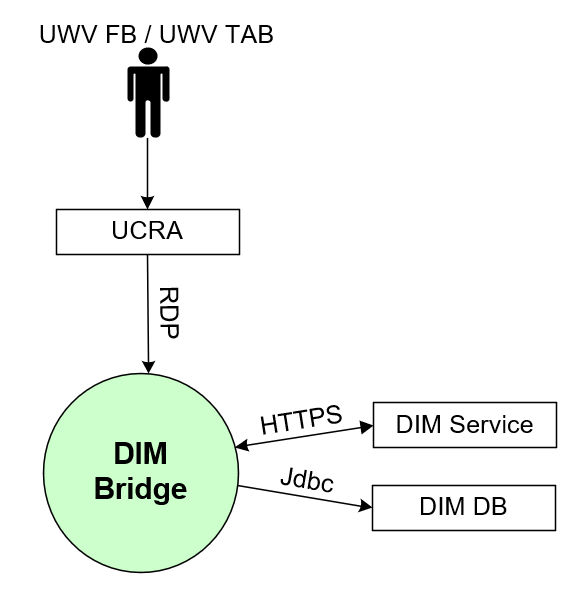 UWV FB / UWV TAB
UCRA
RDP
DIM
Bridge
HTTPS
DIM Service
Jdbc
DIM DB